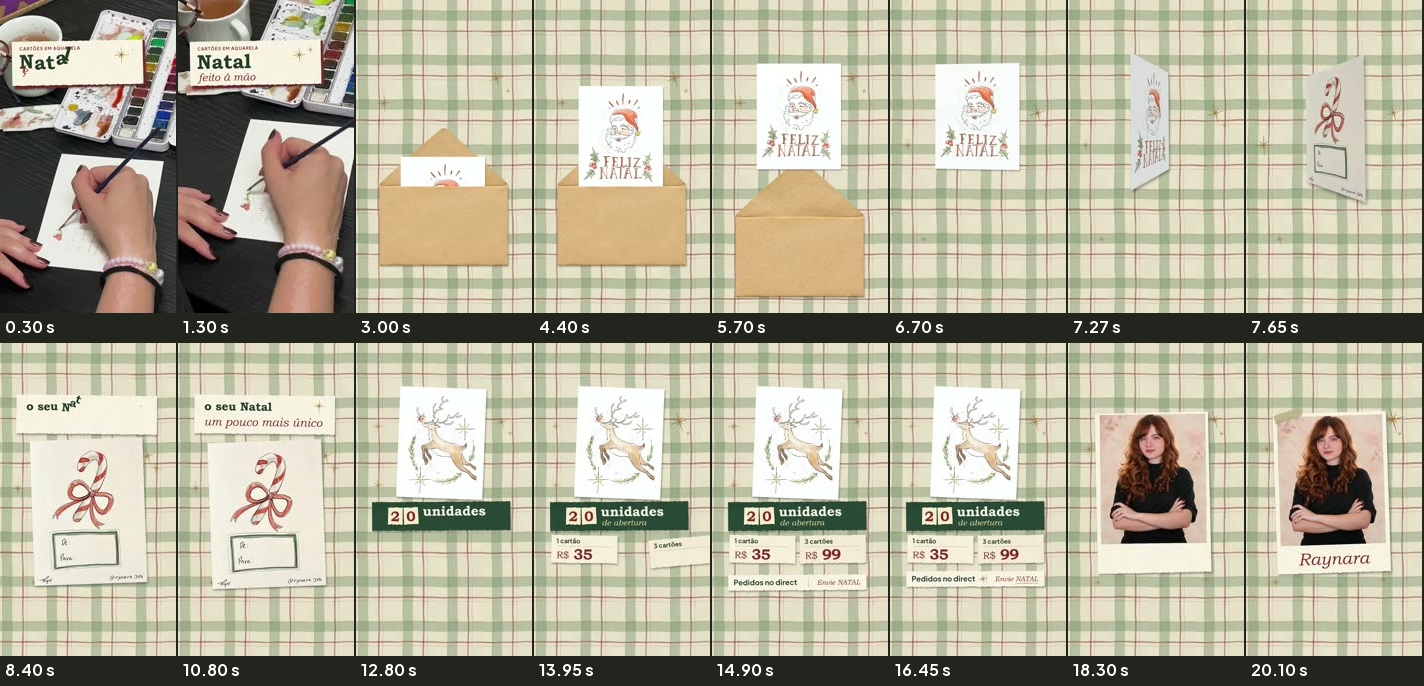 CARTÕES EM AQUARELA
Natal
0.30 s
CARTÕES EM AQUARELA
Natal
feito à mão
1.30 s
3.00 s
FELIZ
NATAL
4.40 s
FELIZ
NATAL
5.70 s
FELIZ
NATAL
6.70 s
FELIZ
NATAL
7.27 s
7.65 s
o seu Nat
De:
Para:
8.40 s
o seu Natal
um pouco mais único
De:
Para:
10.80 s
20 unidades
12.80 s
20 unidades
de abertura
1 cartão
R$ 35
3 cartões
13.95 s
20 unidades
de abertura
1 cartão
R$ 35
3 cartões
R$ 99
Pedidos no direct
Envie NATAL
14.90 s
20 unidades
de abertura
1 cartão
R$ 35
3 cartões
R$ 99
Pedidos no direct
Envie NATAL
16.45 s
18.30 s
Raynara
20.10 s